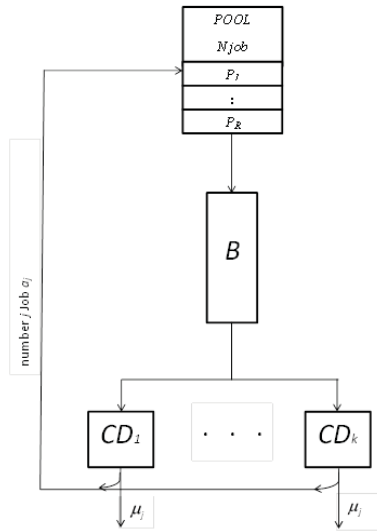 POOL
Njob
P1
:
PR
number j Job aj
B
CD1
. . .
CDk
μj
μj